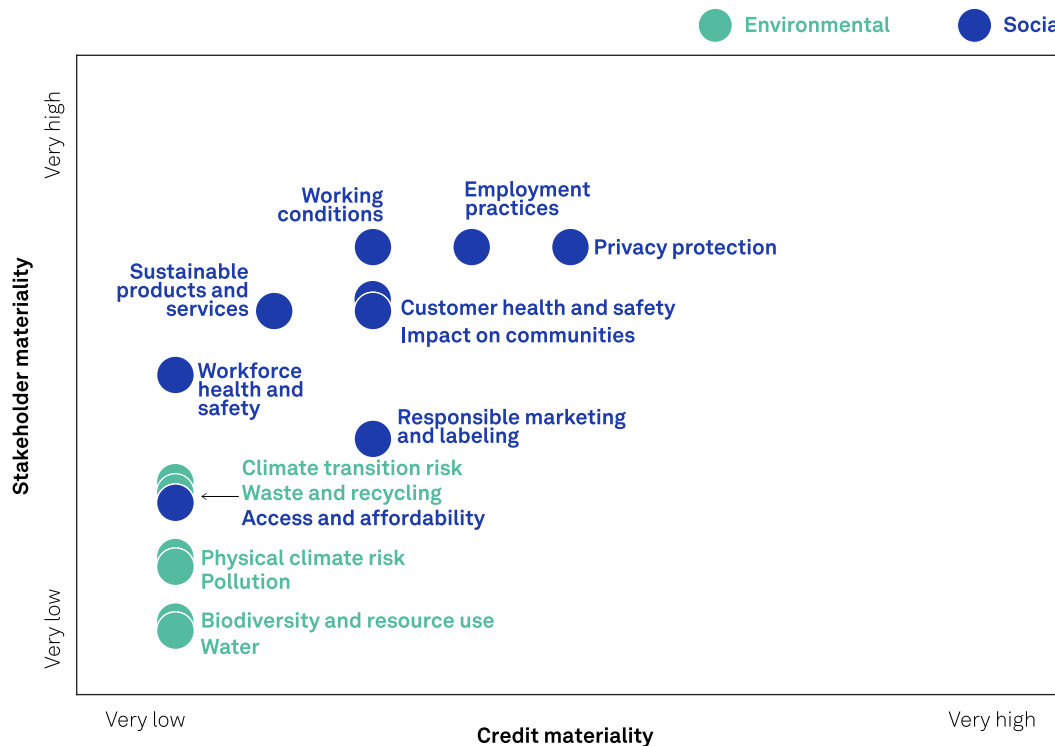 Environmental
Socia
Very high
Working
conditions
Employment
practices
Privacy protection
Sustainable
products and
services
Customer health and safety
Impact on communities
Stakeholder materiality
Workforce
health and
safety
Responsible marketing
and labeling
Climate transition risk
Waste and recycling
Access and affordability
Physical climate risk
Pollution
Very low
Biodiversity and resource use
Water
Very low
Very high
Credit materiality